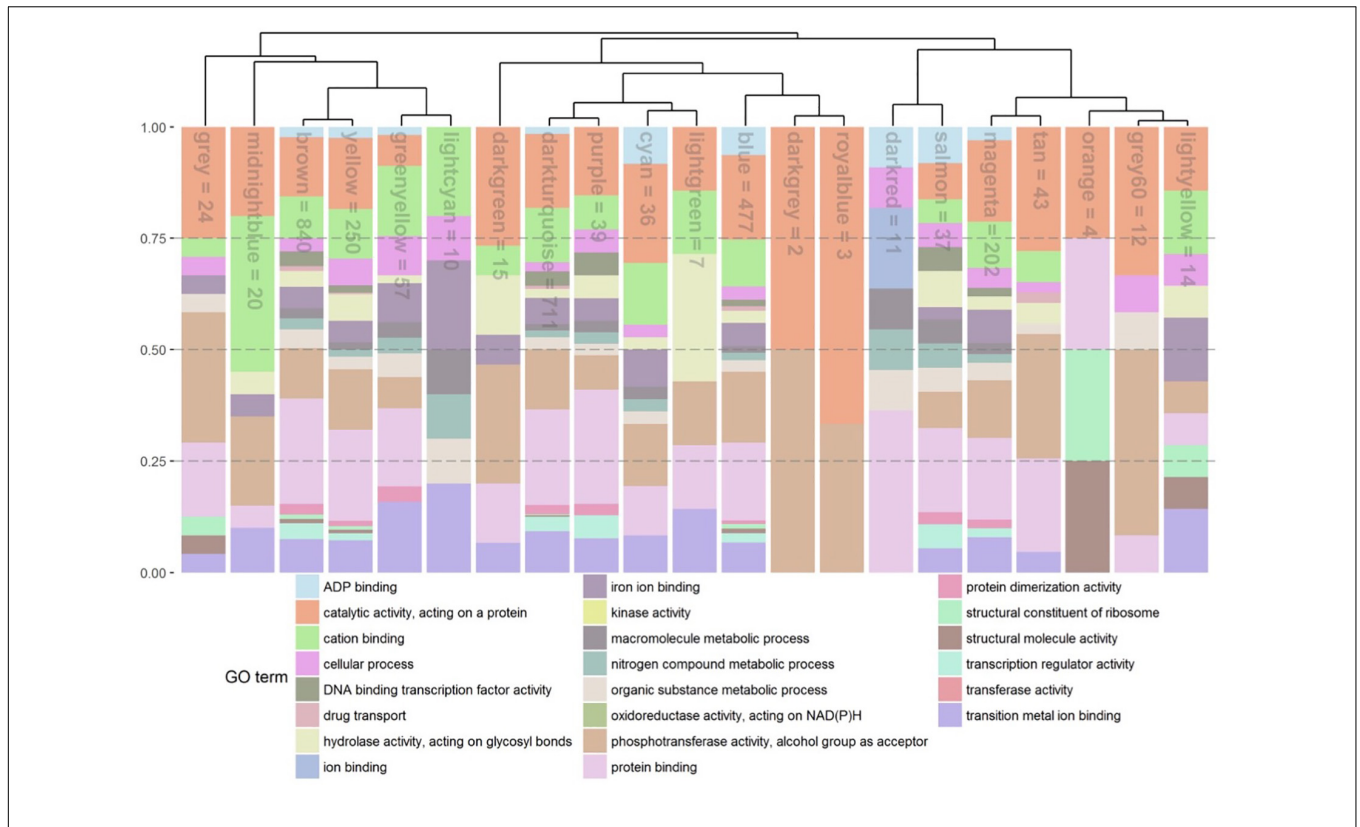 1.00
0.75
0.50
0.25
0.00
grey = 24
midnightblue = 20
brown = 840
yellow = 250
greenyellow = 57
lightcyan = 10
darkgreen = 15
darkturquoise = 711
purple = 39
cyan = 36
lightgreen = 7
blue = 477
darkgrey = 2
royalblue = 3
darkred = 11
salmon = 37
magenta = 202
tan = 43
orange = 4
grey60 = 12
lightyellow = 14
GO term
ADP binding
catalytic activity, acting on a protein
cation binding
cellular process
DNA binding transcription factor activity
drug transport
hydrolase activity, acting on glycosyl bonds
ion binding
iron ion binding
kinase activity
macromolecule metabolic process
nitrogen compound metabolic process
organic substance metabolic process
oxidoreductase activity, acting on NAD(P)H
phosphotransferase activity, alcohol group as acceptor
protein binding
protein dimerization activity
structural constituent of ribosome
structural molecule activity
transcription regulator activity
transferase activity
transition metal ion binding